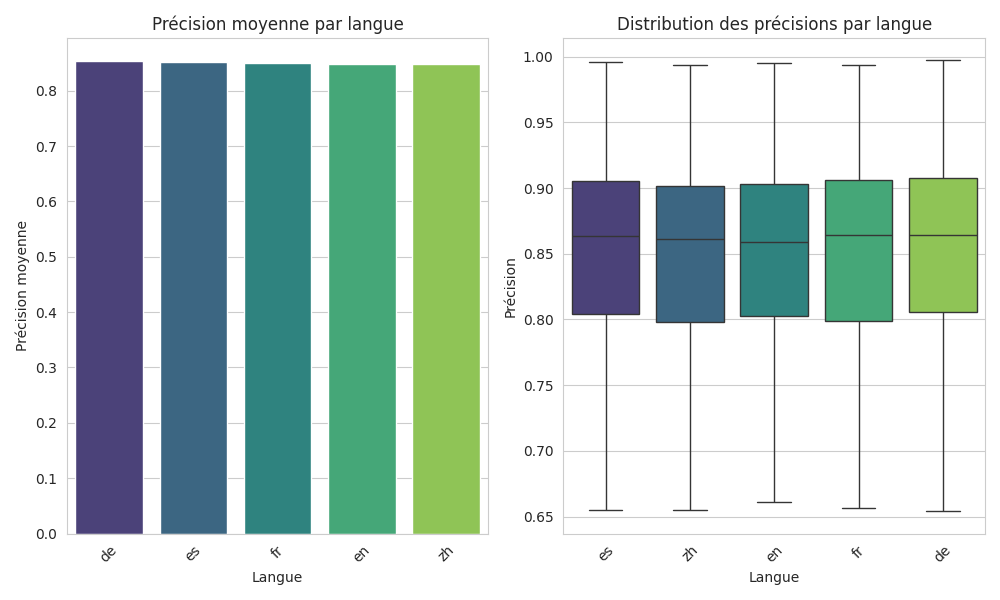 Précision moyenne par langue
Précision moyenne
0.8
0.7
0.6
0.5
0.4
0.3
0.2
0.1
0.0
de
es
fr
en
zh
Langue
Distribution des précisions par langue
Précision
1.00
0.95
0.90
0.85
0.80
0.75
0.70
0.65
es
zh
en
fr
de
Langue